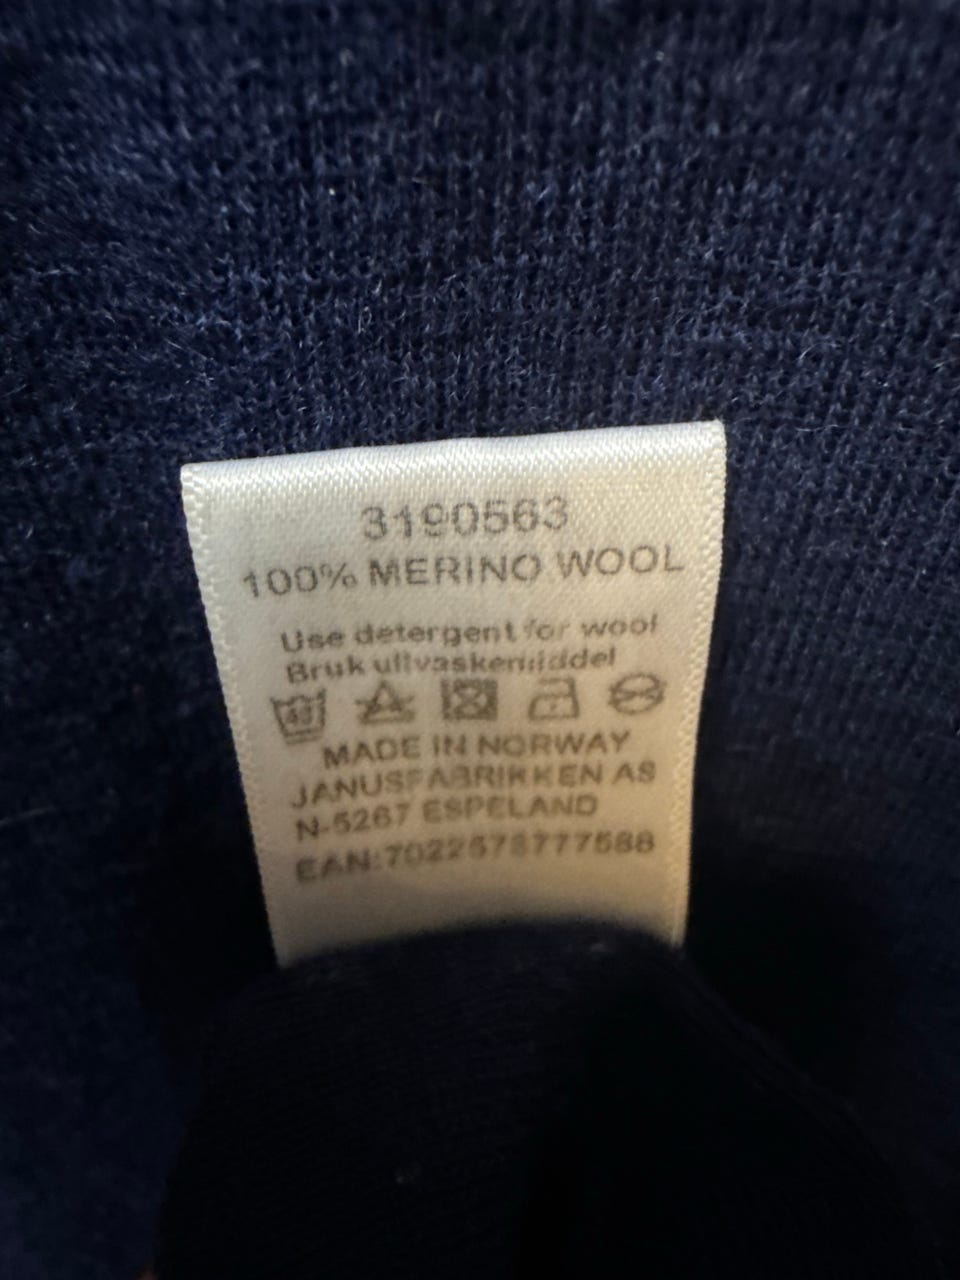 3190563
100% MERINO WOOL
Use detergent for wool
Bruk ullvaskemiddel
40
MADE IN NORWAY
JANUSFABRIKKEN AS
N-5267 ESPELAND
EAN:7022578777588